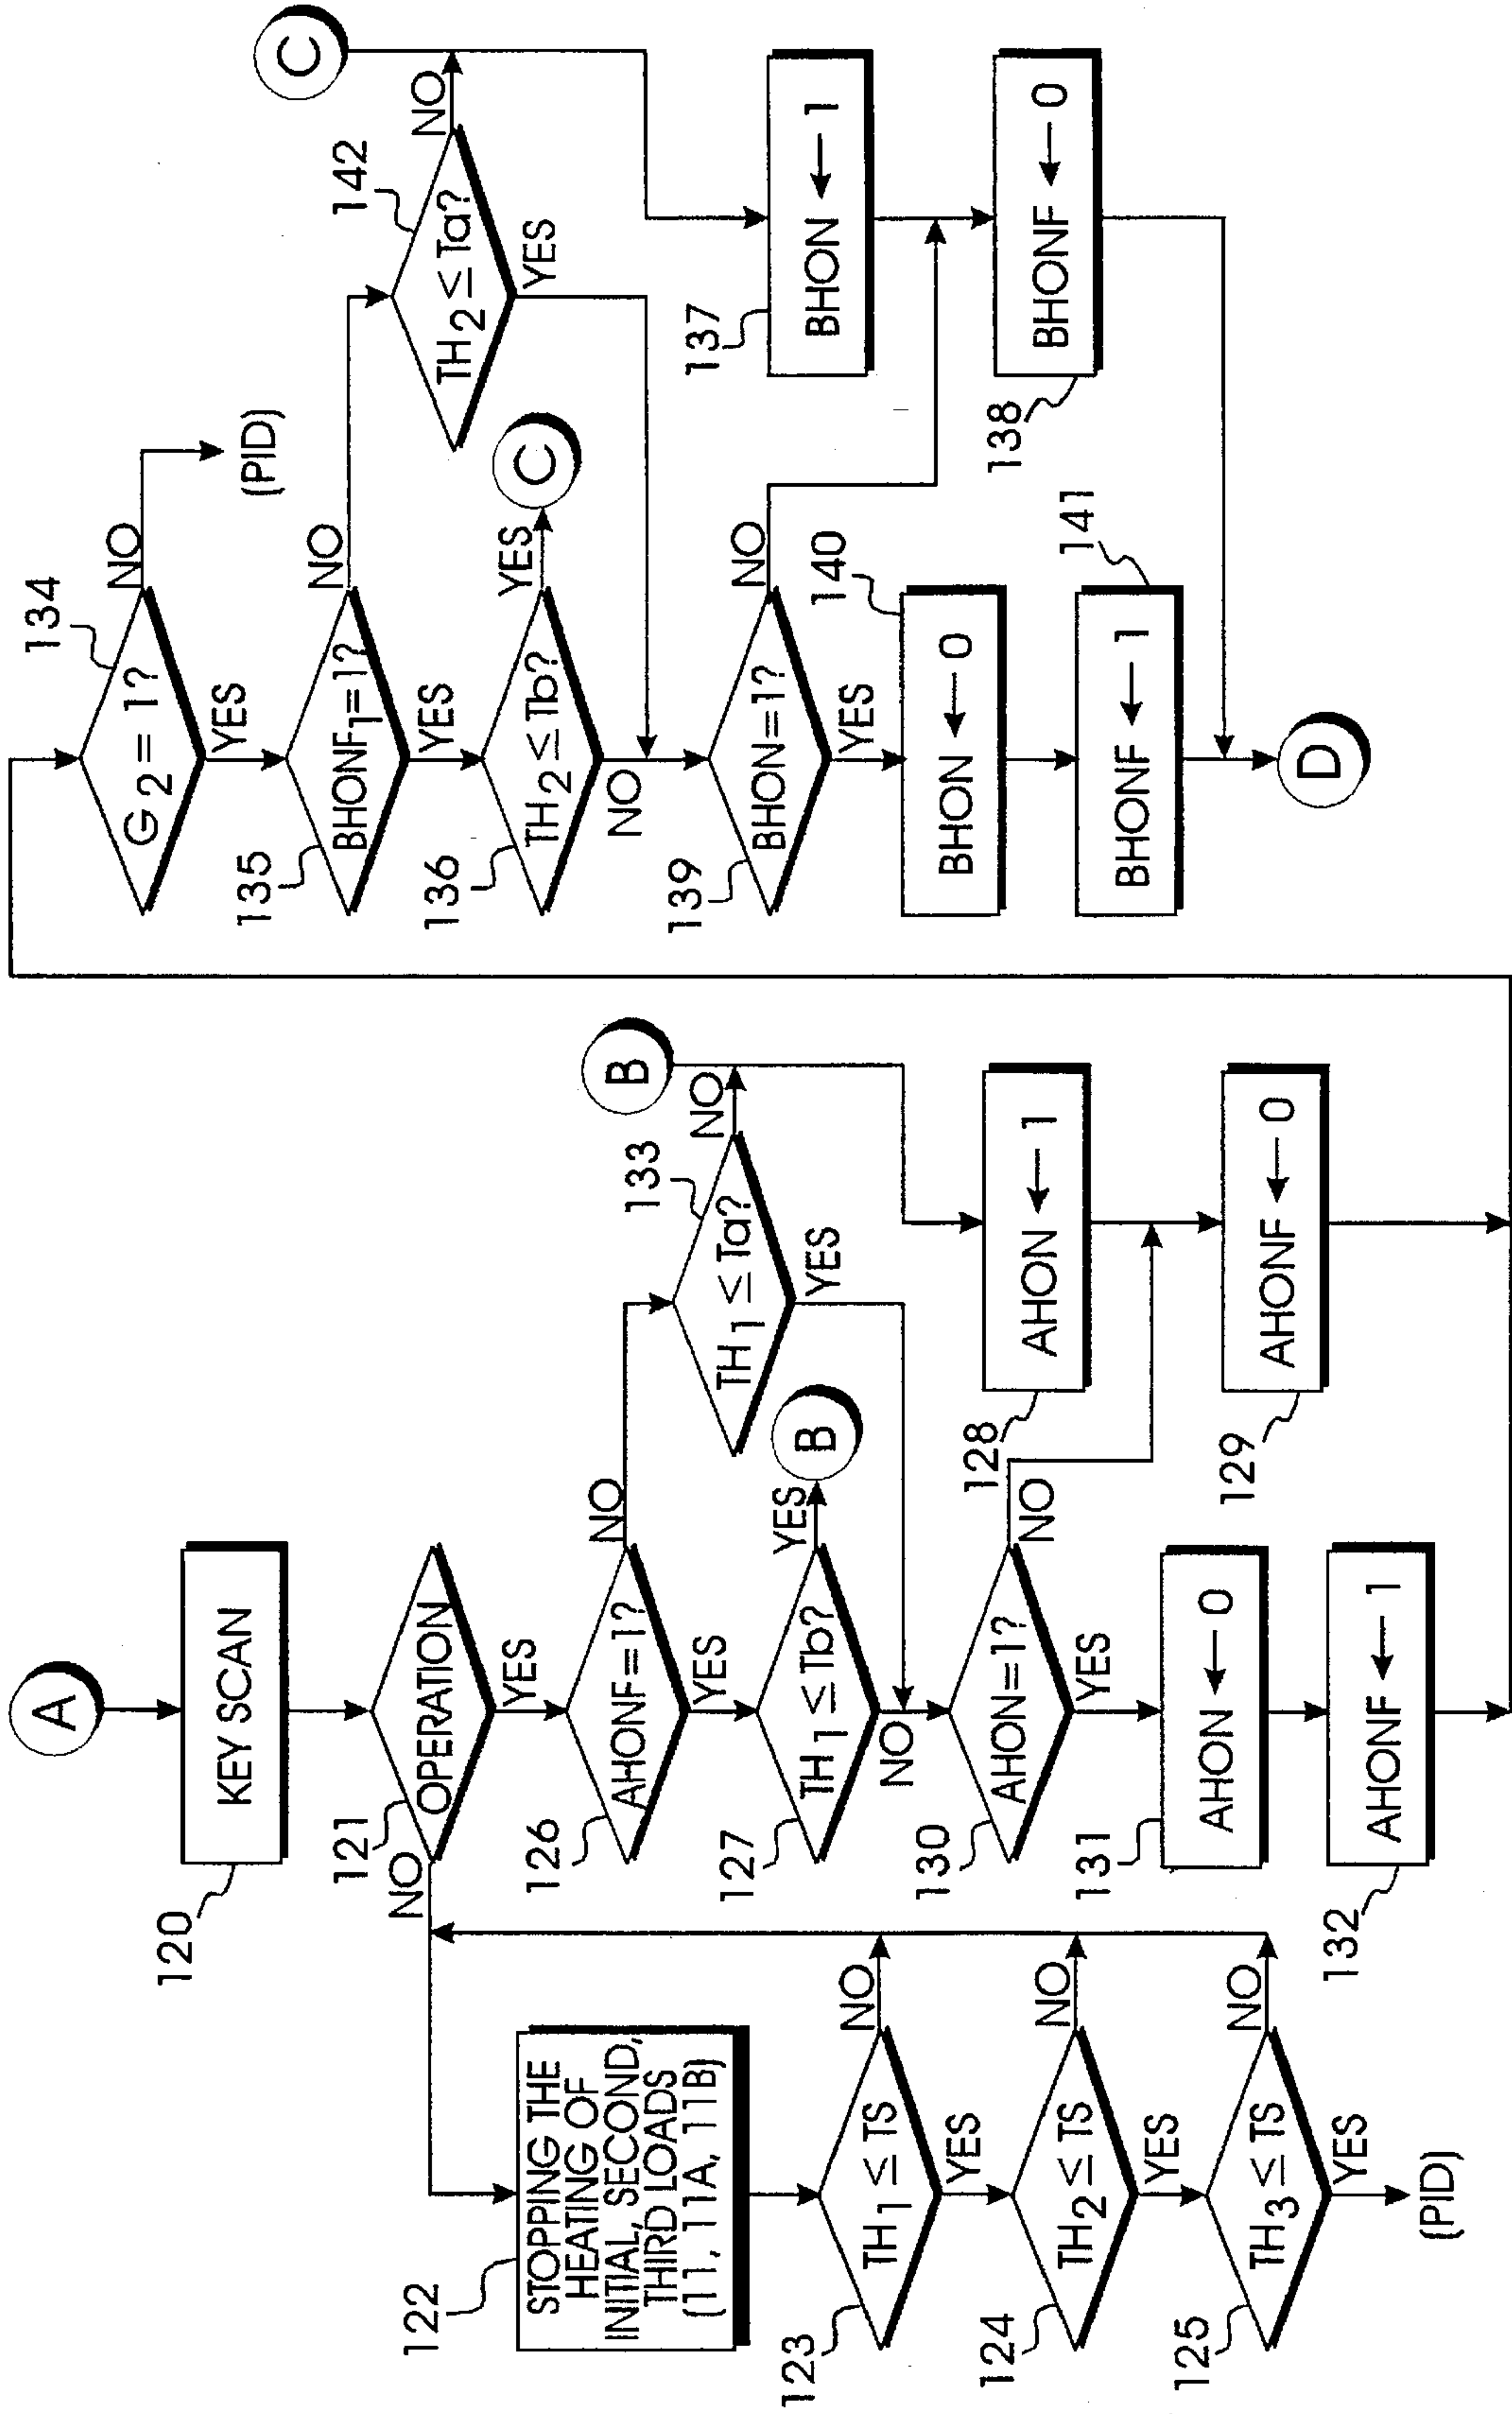 A
120
KEY SCAN
121
OPERATION
NO
YES
122
STOPPING THE
HEATING OF
INITIAL, SECOND,
THIRD LOADS
(11, 11A, 11B)
123
TH1 ≤ TS
NO
YES
124
TH2 ≤ TS
NO
YES
125
TH3 ≤ TS
NO
YES
(PID)
126
AHONF=1?
NO
YES
127
TH1 ≤ Tb?
YES
B
NO
133
TH1 ≤ Ta?
NO
YES
B
130
AHON=1?
NO
YES
128
AHON ← 1
129
AHONF ← 0
131
AHON ← 0
132
AHONF ← 1
134
G2 = 1?
NO
(PID)
YES
135
BHONF1=1?
NO
YES
136
TH2 ≤ Tb?
YES
C
NO
142
TH2 ≤ Ta?
NO
YES
C
139
BHON=1?
NO
YES
137
BHON ← 1
138
BHONF ← 0
140
BHON ← 0
141
BHONF ← 1
D